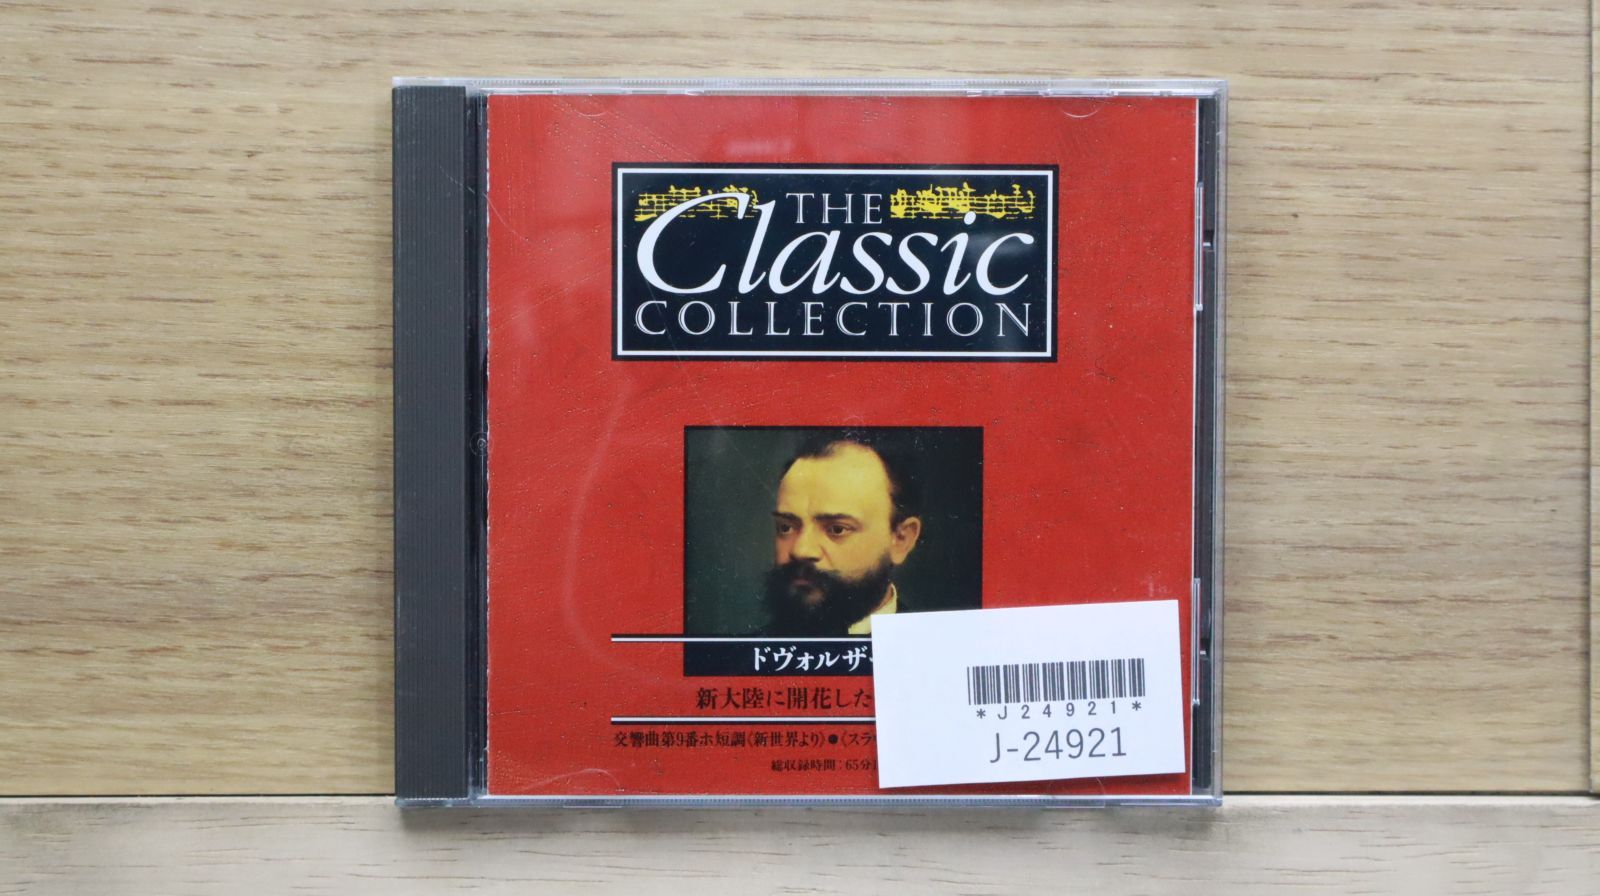 THE
Classic
COLLECTION
ドヴォルザ
新大陸に開花した
交響曲第9番ホ短調《新世界より》●《スラ
総収録時間：65分
*J24921*
J-24921